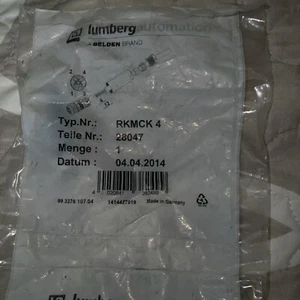 lumbergautomation
BELDEN BRAND
Typ.Nr.: RKMCK 4
Teile Nr.: 28047
Menge : 1
Datum : 04.04.2014
Made in Germany
lumberg